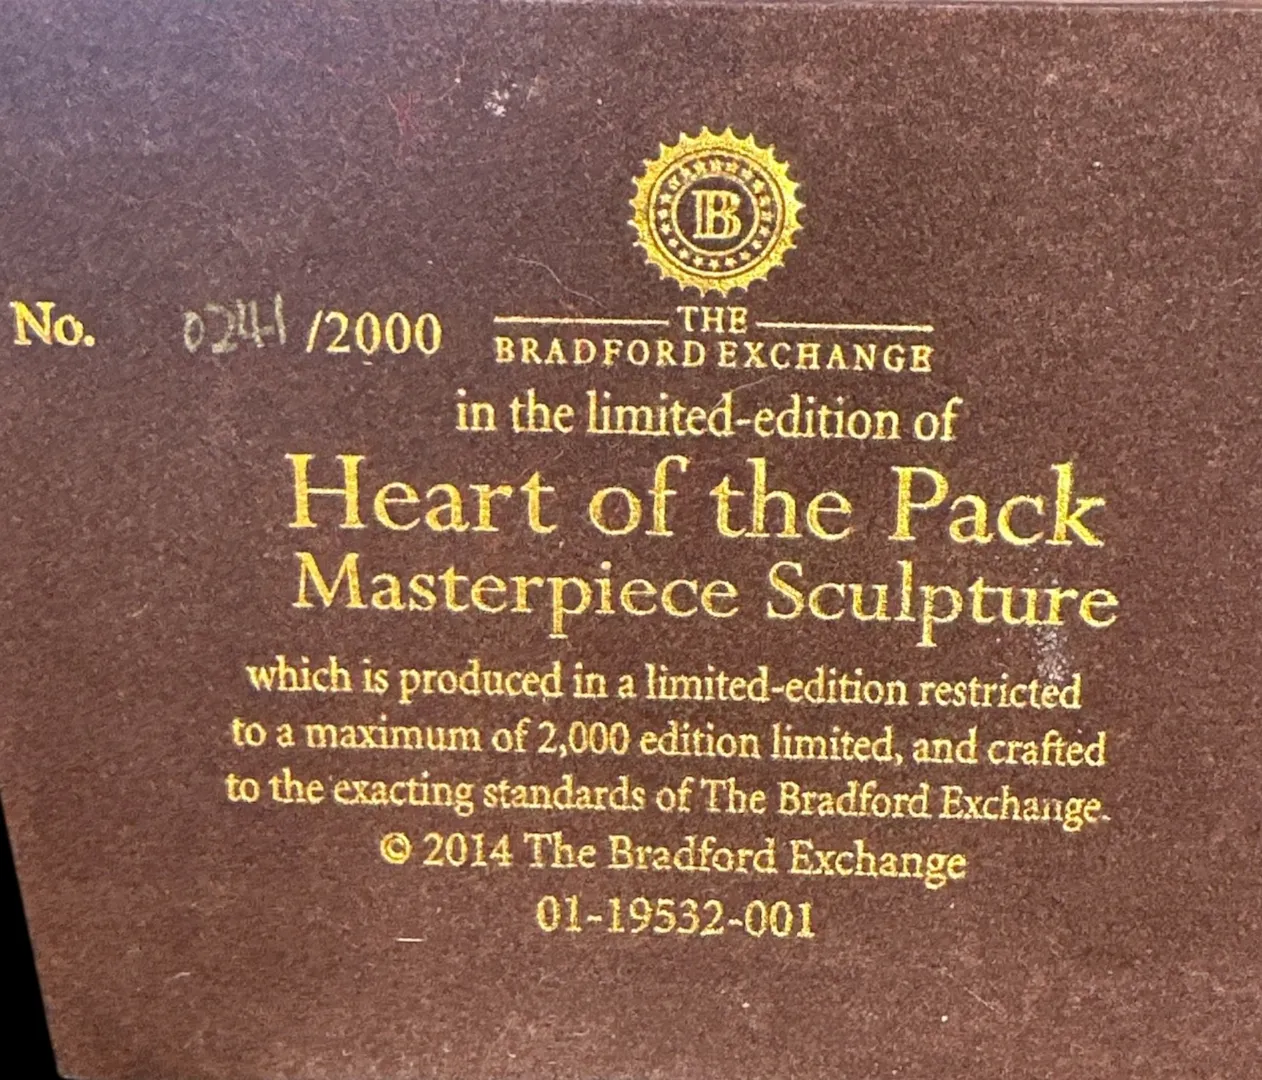 B
No. 0241 /2000
THE
BRADFORD EXCHANGE
in the limited-edition of
Heart of the Pack
Masterpiece Sculpture
which is produced in a limited-edition restricted
to a maximum of 2,000 edition limited, and crafted
to the exacting standards of The Bradford Exchange.
© 2014 The Bradford Exchange
01-19532-001